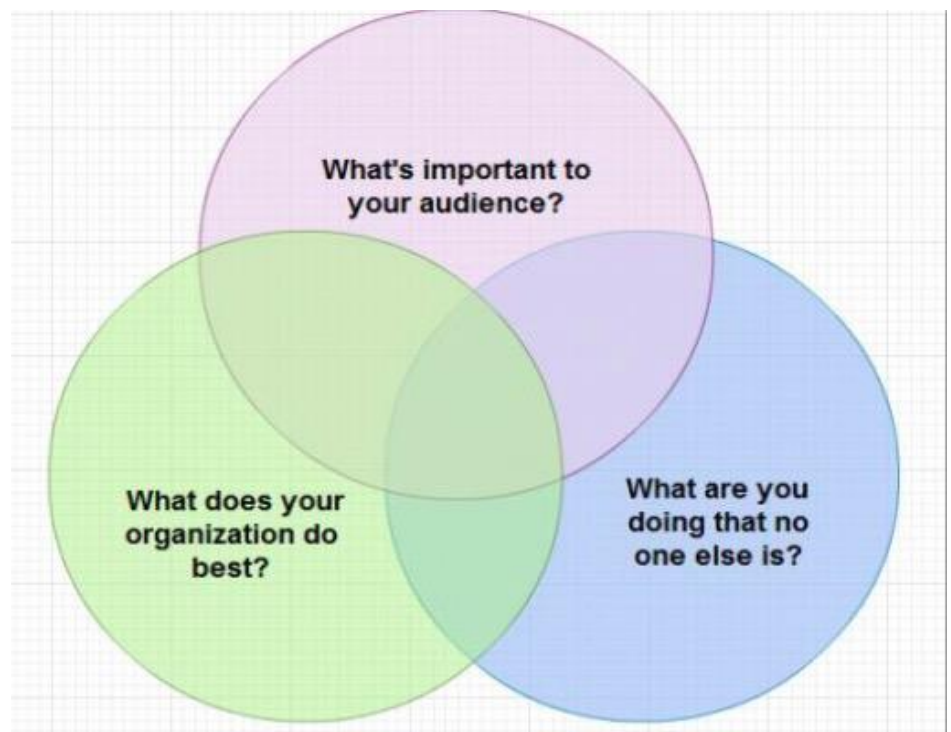 What's important to
your audience?
What does your
organization do
best?
What are you
doing that no
one else is?